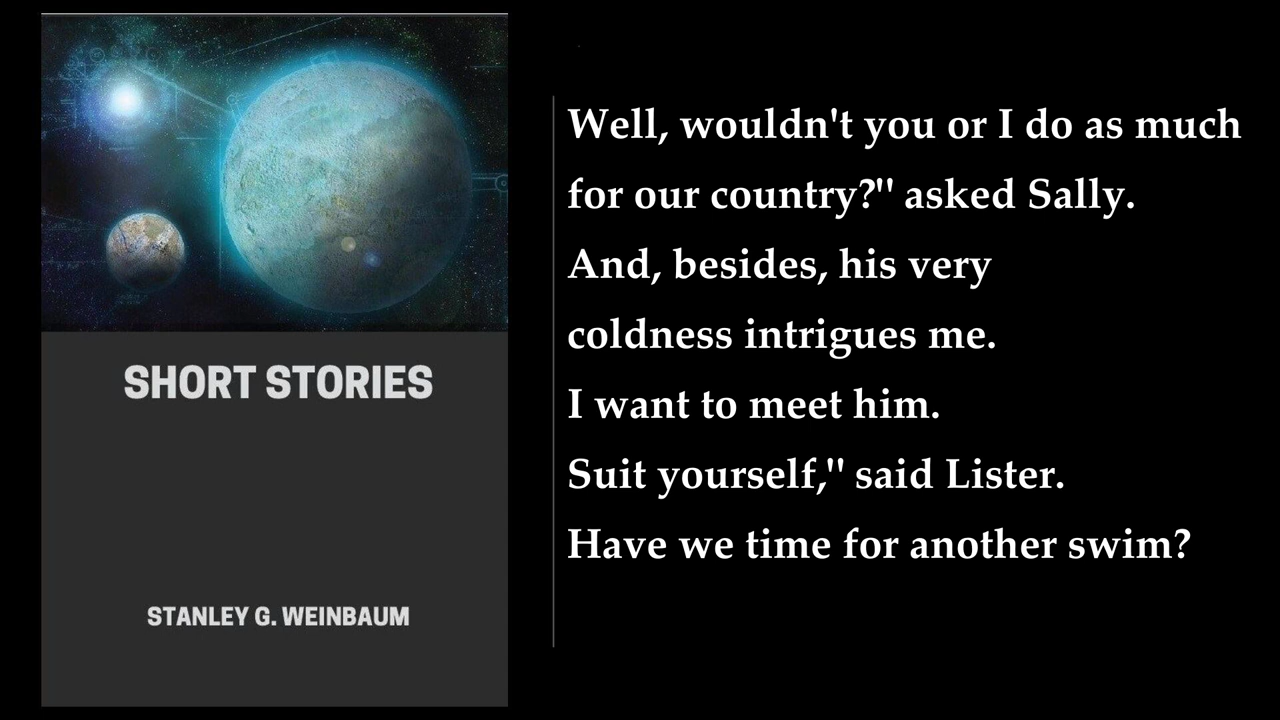 SHORT STORIES
STANLEY G. WEINBAUM
Well, wouldn't you or I do as much
for our country?" asked Sally.
And, besides, his very
coldness intrigues me.
I want to meet him.
Suit yourself," said Lister.
Have we time for another swim?